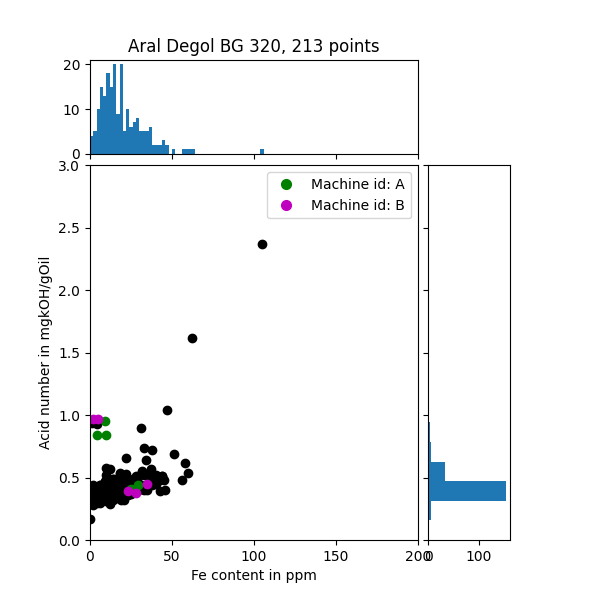 Aral Degol BG 320, 213 points
20
10
0
3.0
2.5
2.0
1.5
1.0
0.5
0.0
Acid number in mgkOH/gOil
Machine id: A
Machine id: B
0 50 100 150 200
0 100
Fe content in ppm